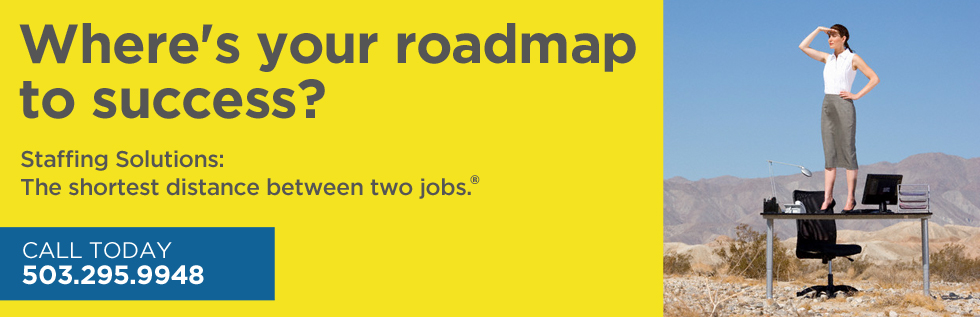 Where's your roadmap
to success?
Staffing Solutions:
The shortest distance between two jobs.®
CALL TODAY
503.295.9948